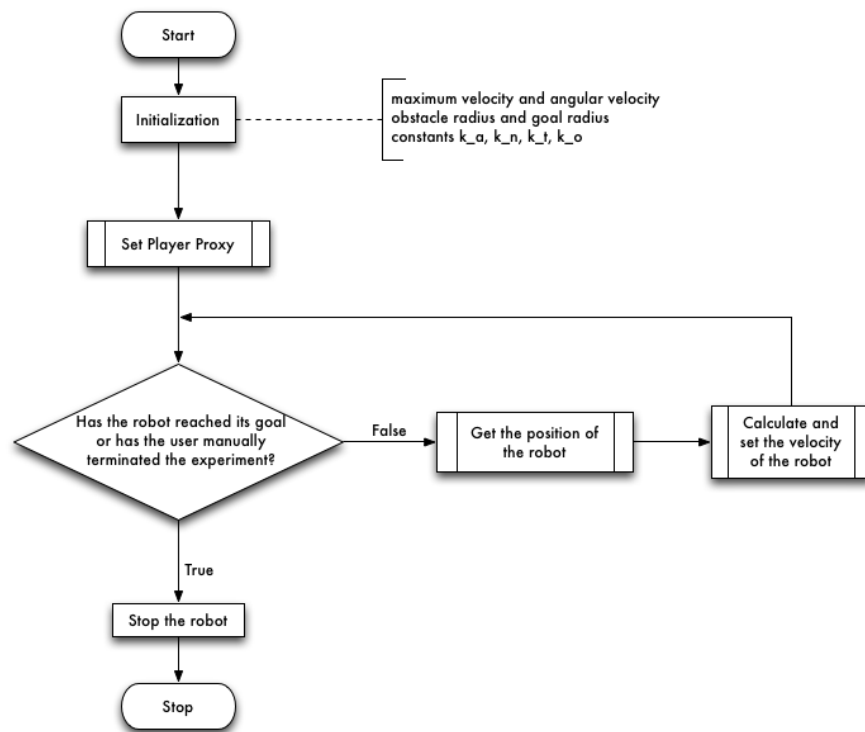 Start
Initialization
maximum velocity and angular velocity
obstacle radius and goal radius
constants k_a, k_n, k_t, k_o
Set Player Proxy
Has the robot reached its goal
or has the user manually
terminated the experiment?
False
Get the position of
the robot
Calculate and
set the velocity
of the robot
True
Stop the robot
Stop